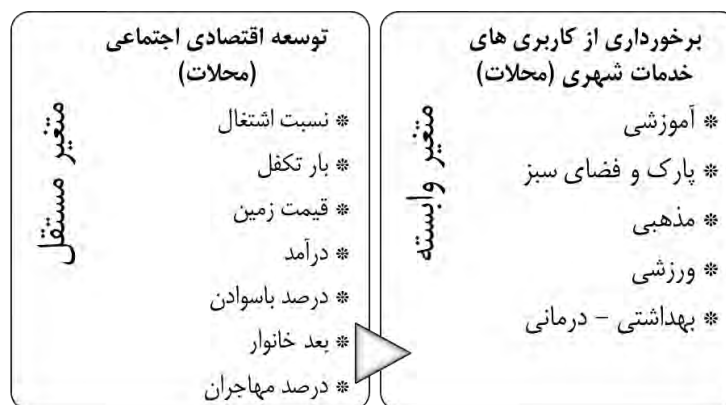 برخورداری از کاربری های
خدمات شهری (محلات)
متغیر وابسته
* آموزشی
* پارک و فضای سبز
* مذهبی
* ورزشی
* بهداشتی - درمانی
توسعه اقتصادی اجتماعی
(محلات)
متغیر مستقل
* نسبت اشتغال
* بار تکفل
* قیمت زمین
* درآمد
* درصد باسوادن
* بعد خانوار
* درصد مهاجران